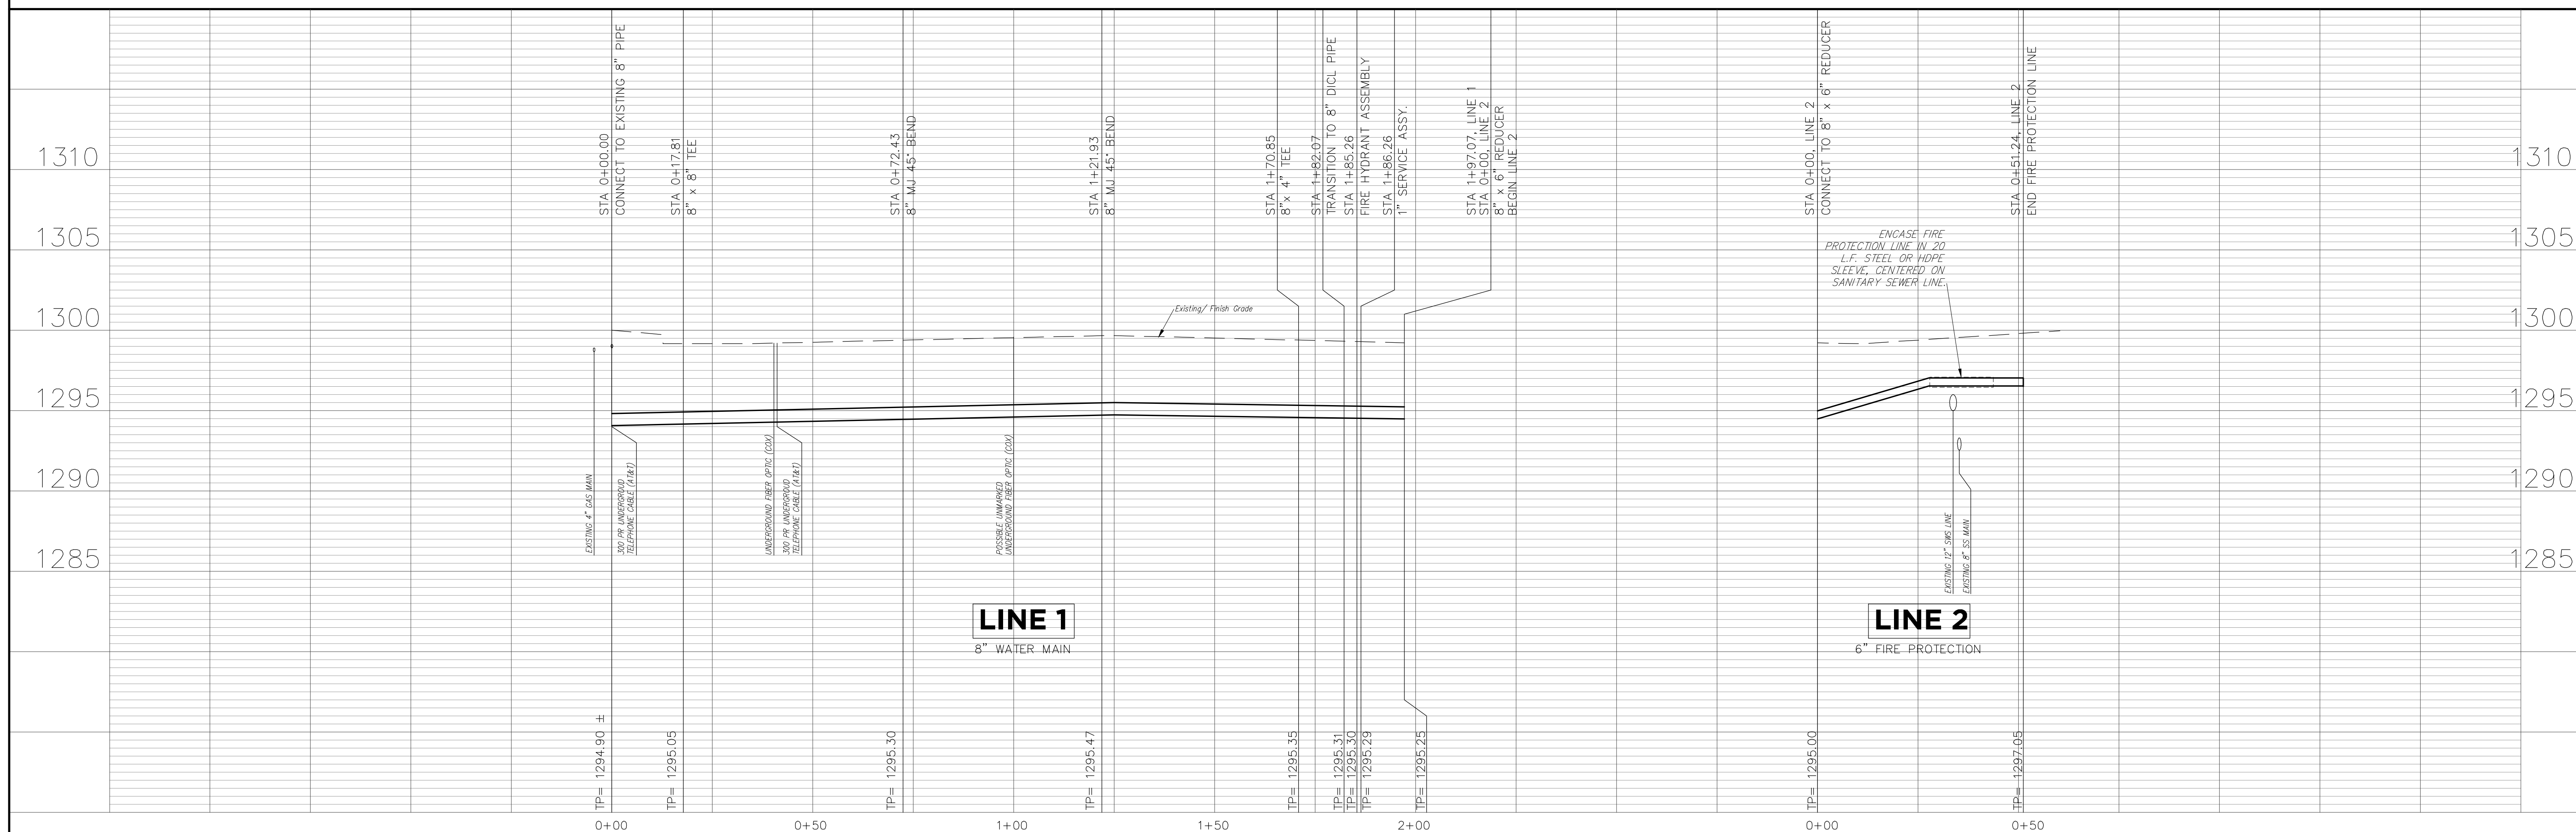 STA 0+00.00
CONNECT TO EXISTING 8" PIPE
STA 0+17.81
8" x 8" TEE
STA 0+72.43
8" MJ 45° BEND
STA 1+21.93
8" MJ 45° BEND
STA 1+70.85
8"x 4" TEE
STA 1+82.07
TRANSITION TO 8" DICL PIPE
STA 1+85.26
FIRE HYDRANT ASSEMBLY
STA 1+86.26
1" SERVICE ASSY.
STA 1+97.07, LINE 1
STA 0+00, LINE 2
8" x 6" REDUCER
BEGIN LINE 2
STA 0+00, LINE 2
CONNECT TO 8" x 6" REDUCER
STA 0+51.24, LINE 2
END FIRE PROTECTION LINE
1310
1310
1305
1305
ENCASE FIRE
PROTECTION LINE IN 20
L.F. STEEL OR HDPE
SLEEVE, CENTERED ON
SANITARY SEWER LINE.
1300
Existing/ Finish Grade
1300
1295
1295
1290
1290
EXISTING 4" GAS MAIN
300 PR UNDERGROUD
TELEPHONE CABLE (AT&T)
UNDERGROUND FIBER OPTIC (COX)
300 PR UNDERGROUD
TELEPHONE CABLE (AT&T)
POSSIBLE UNMARKED
UNDERGROUND FIBER OPTIC (COX)
EXISTING 12" SWS LINE
EXISTING 8" SS MAIN
1285
1285
LINE 1
8" WATER MAIN
LINE 2
6" FIRE PROTECTION
TP= 1294.90 ±
TP= 1295.05
TP= 1295.30
TP= 1295.47
TP= 1295.35
TP= 1295.31
TP= 1295.30
TP= 1295.29
TP= 1295.25
TP= 1295.00
TP= 1297.05
0+00
0+50
1+00
1+50
2+00
0+00
0+50